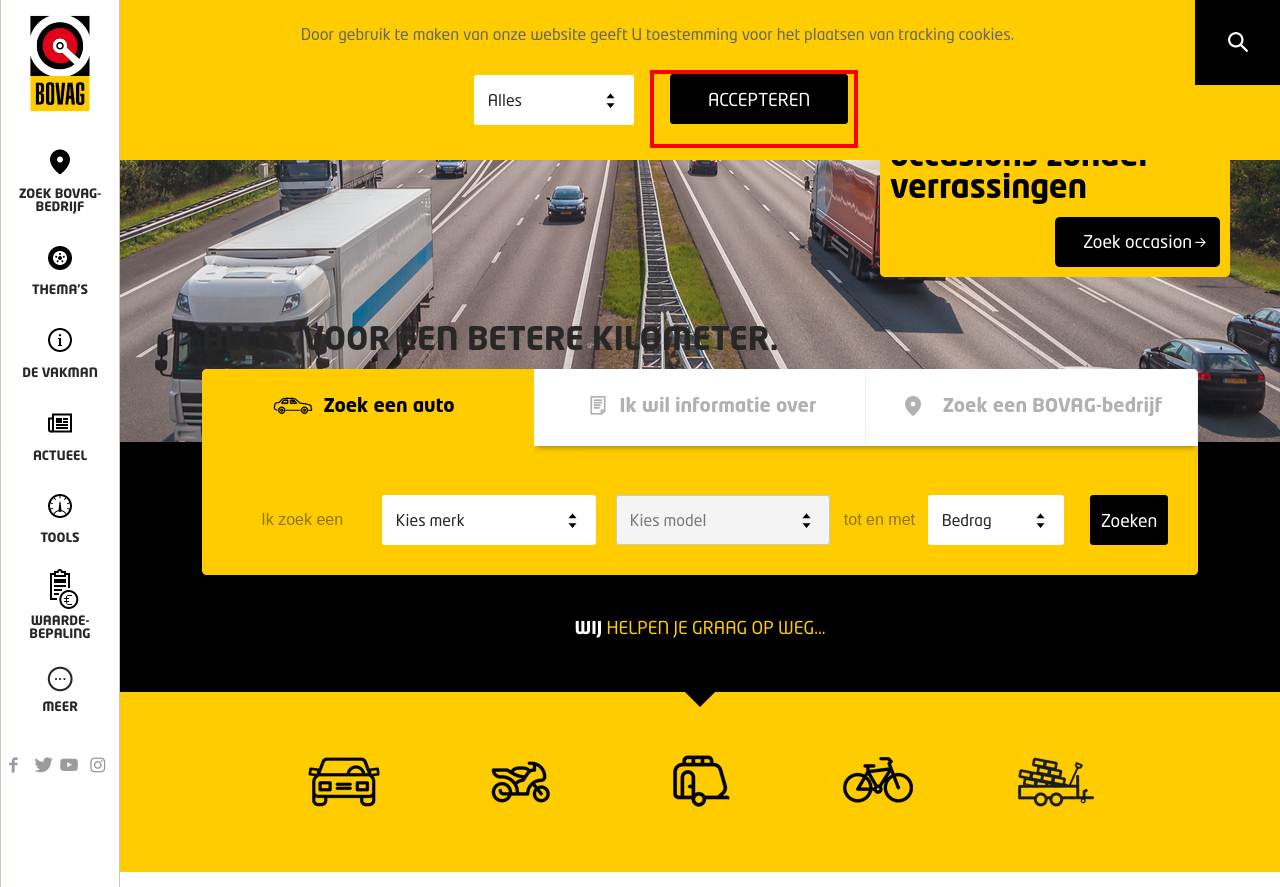 BOVAG
ZOEK BOVAG-
BEDRIJF
THEMA'S
DE VAKMAN
ACTUEEL
TOOLS
WAARDE-
BEPALING
MEER
Door gebruik te maken van onze website geeft U toestemming voor het plaatsen van tracking cookies.
Alles
ACCEPTEREN
occasions zonder
verrassingen
Zoek occasion
ALLES VOOR EEN BETERE KILOMETER.
Zoek een auto
Ik wil informatie over
Zoek een BOVAG-bedrijf
Ik zoek een
Kies merk
Kies model
tot en met
Bedrag
Zoeken
WIJ HELPEN JE GRAAG OP WEG...